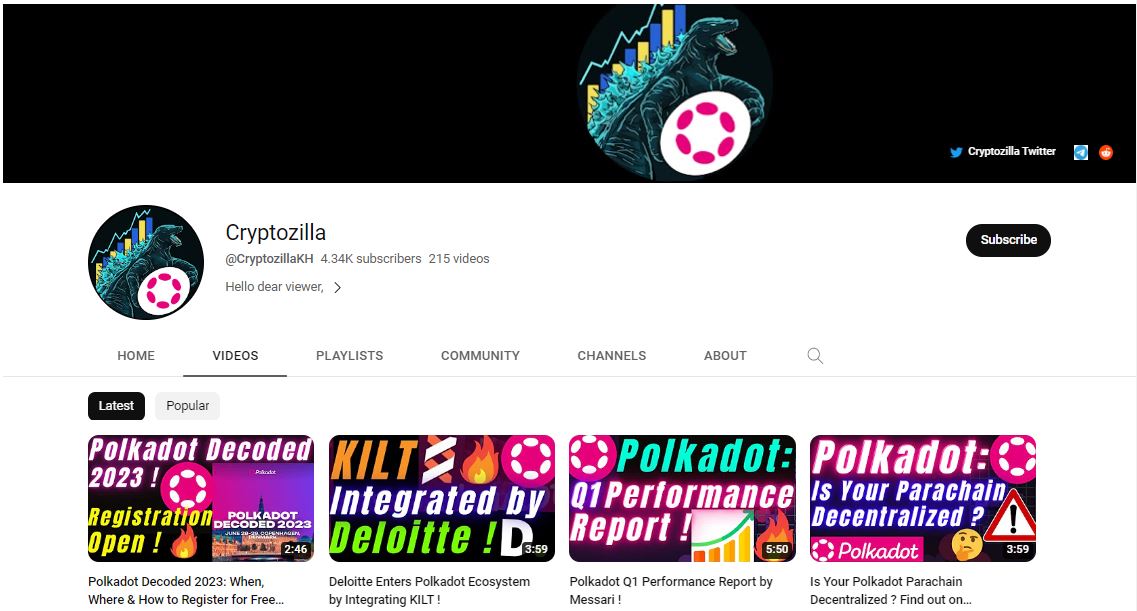 Cryptozilla Twitter
Cryptozilla
@CryptozillaKH 4.34K subscribers 215 videos
Hello dear viewer,
Subscribe
HOME VIDEOS PLAYLISTS COMMUNITY CHANNELS ABOUT
Latest Popular
Polkadot Decoded
2023 !
Registration
Open !
Polkadot
POLKADOT
DECODED 2023
JUNE 28-29, COPENHAGEN,
DENMARK
2:46
KILT
Integrated by
Deloitte !
D
3:59
Polkadot:
Q1 Performance
Report !
5:50
Polkadot:
Is Your Parachain
Decentralized ?
Polkadot
3:59
Polkadot Decoded 2023: When,
Where & How to Register for Free...
Deloitte Enters Polkadot Ecosystem
by Integrating KILT !
Polkadot Q1 Performance Report by
Messari !
Is Your Polkadot Parachain
Decentralized ? Find out on...